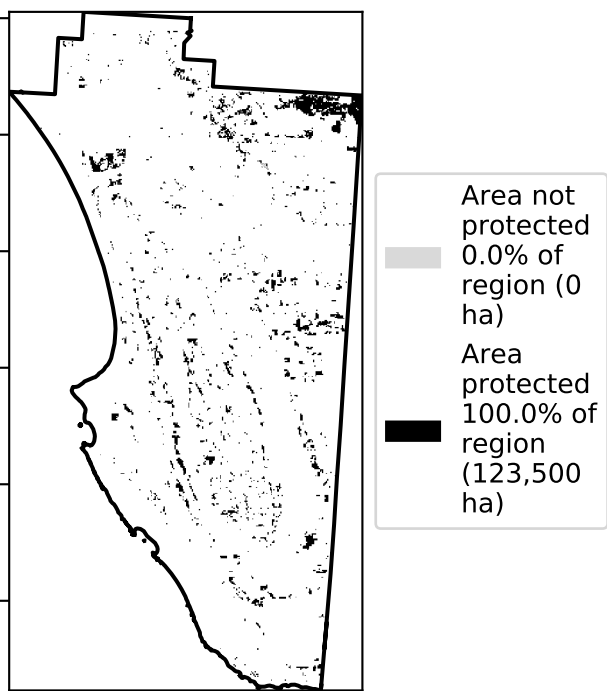 Area not
protected
0.0% of
region (0
ha)
Area
protected
100.0% of
region
(123,500
ha)